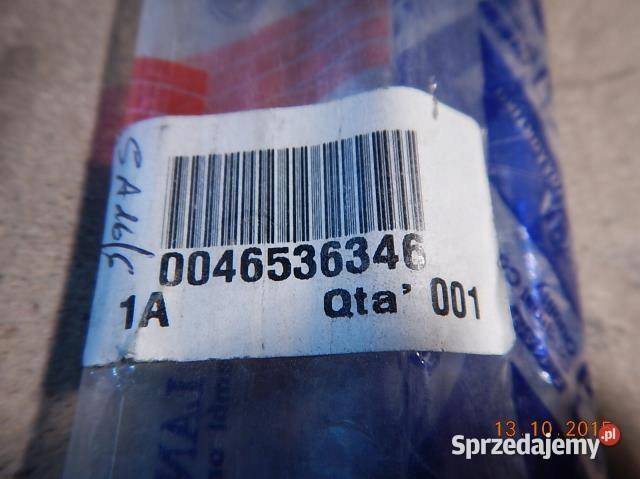 0046536346
1A Qta' 001
13.10.2015
Sprzedajemy.pl